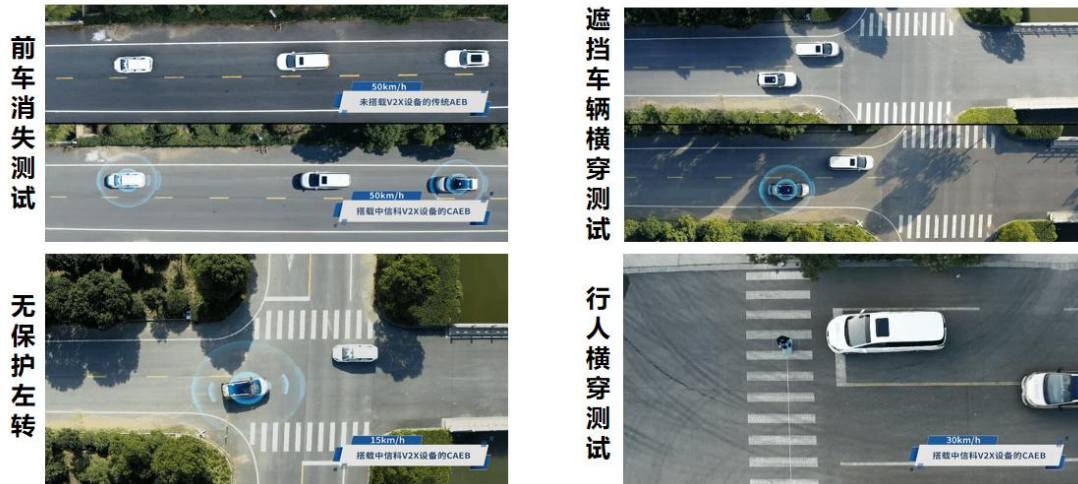 前车消失测试
50km/h
未搭载V2X设备的传统AEB
50km/h
搭载中信科V2X设备的CAEB
遮挡车辆横穿测试
无保护左转
15km/h
搭载中信科V2X设备的CAEB
行人横穿测试
30km/h
搭载中信科V2X设备的CAEB